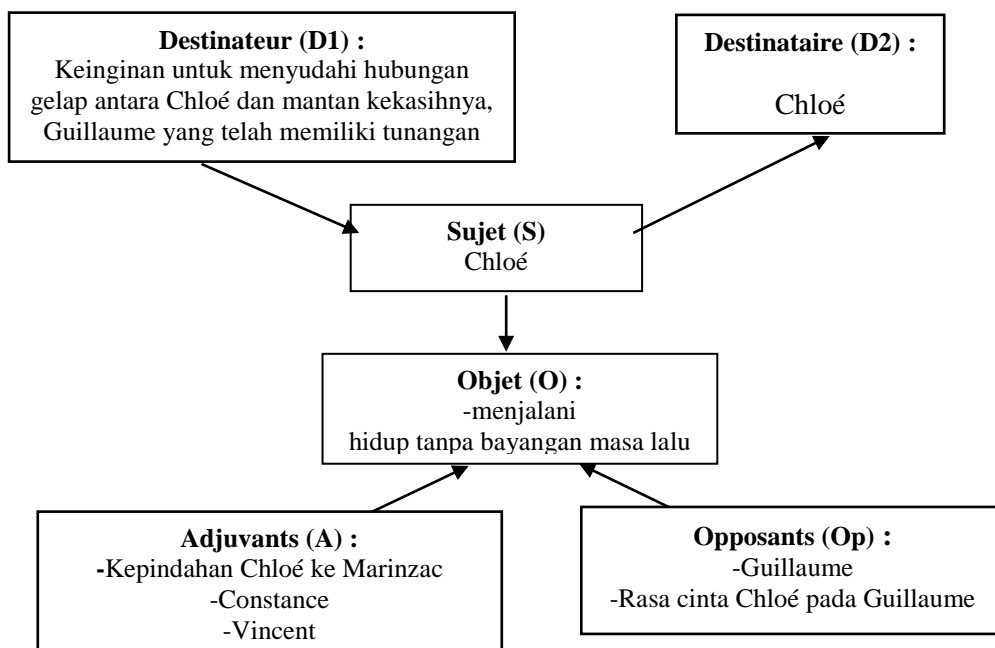 Destinateur (D1) :
Keinginan untuk menyudahi hubungan
gelap antara Chloé dan mantan kekasihnya,
Guillaume yang telah memiliki tunangan
Destinataire (D2) :
Chloé
Sujet (S)
Chloé
Objet (O) :
-menjalani
hidup tanpa bayangan masa lalu
Adjuvants (A) :
-Kepindahan Chloé ke Marinzac
-Constance
-Vincent
Opposants (Op) :
-Guillaume
-Rasa cinta Chloé pada Guillaume